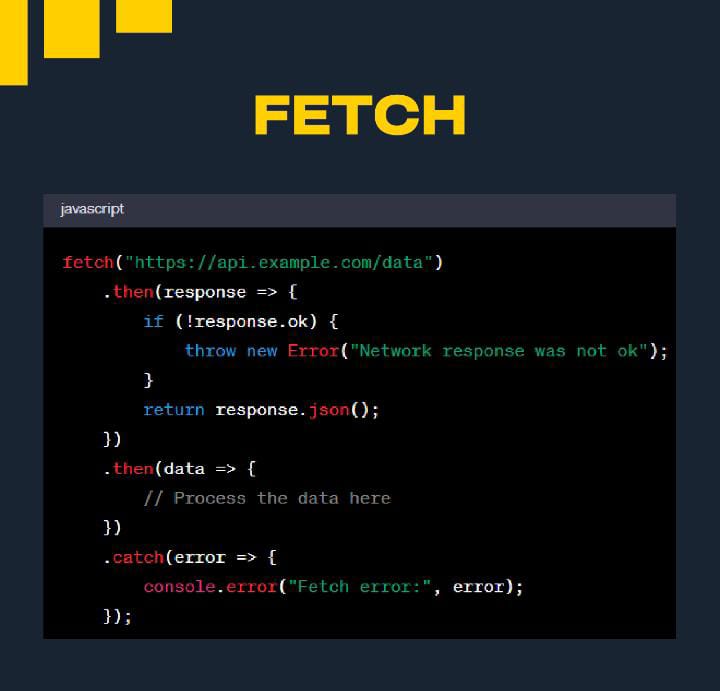 FETCH
javascript
fetch("https://api.example.com/data")
    .then(response => {
        if (!response.ok) {
            throw new Error("Network response was not ok");
        }
        return response.json();
    })
    .then(data => {
        // Process the data here
    })
    .catch(error => {
        console.error("Fetch error:", error);
    });